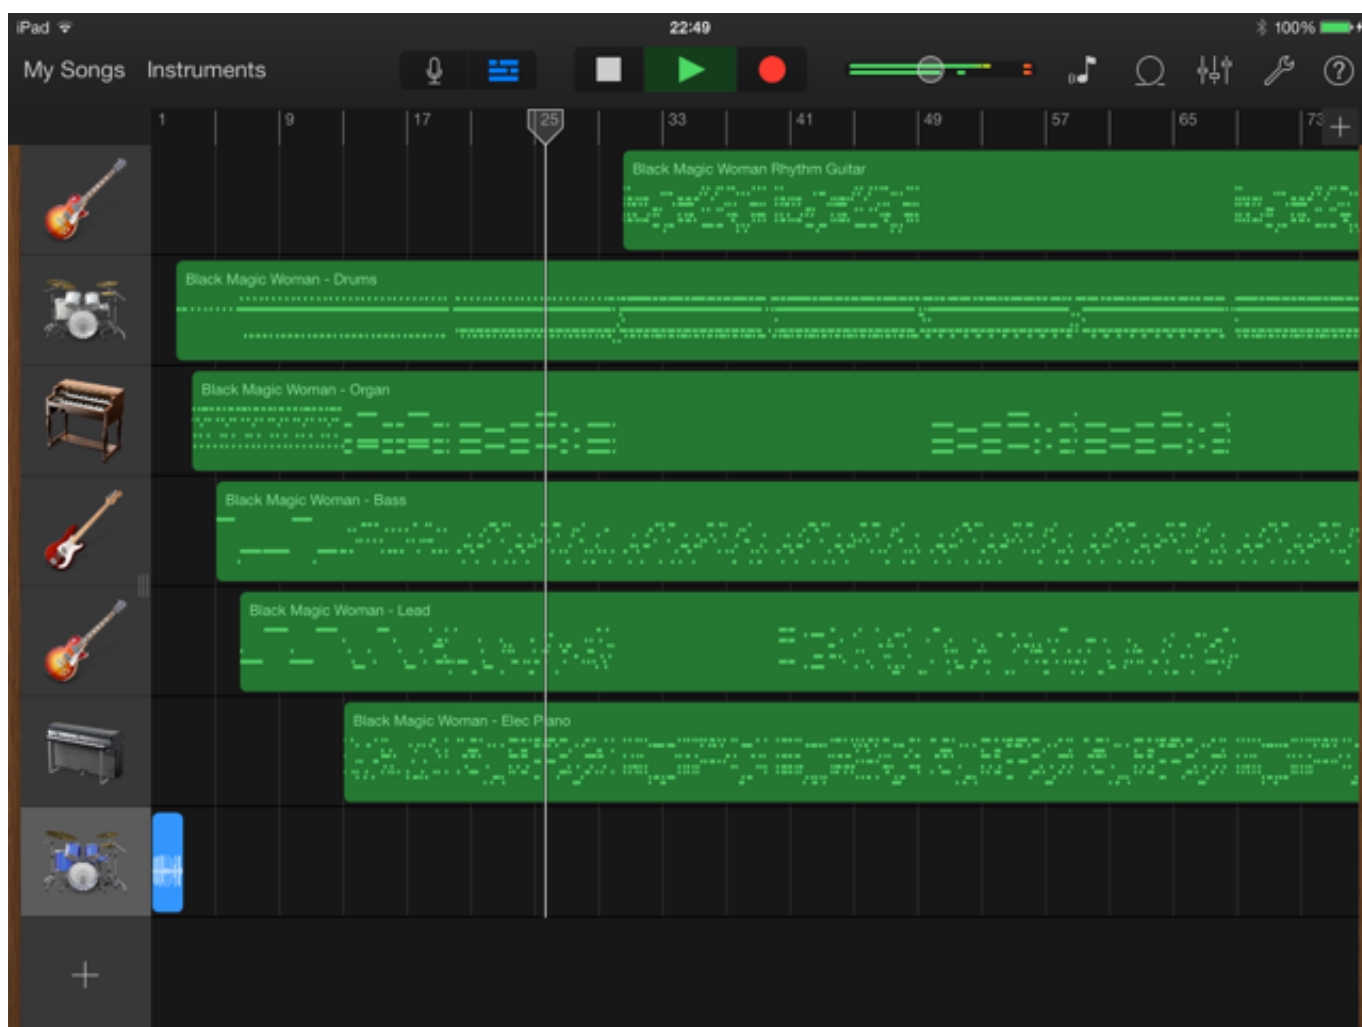 iPad 22:49 100%
My Songs Instruments
1 9 17 25 33 41 49 57 65 73
Black Magic Woman Rhythm Guitar
Black Magic Woman - Drums
Black Magic Woman - Organ
Black Magic Woman - Bass
Black Magic Woman - Lead
Black Magic Woman - Elec Piano